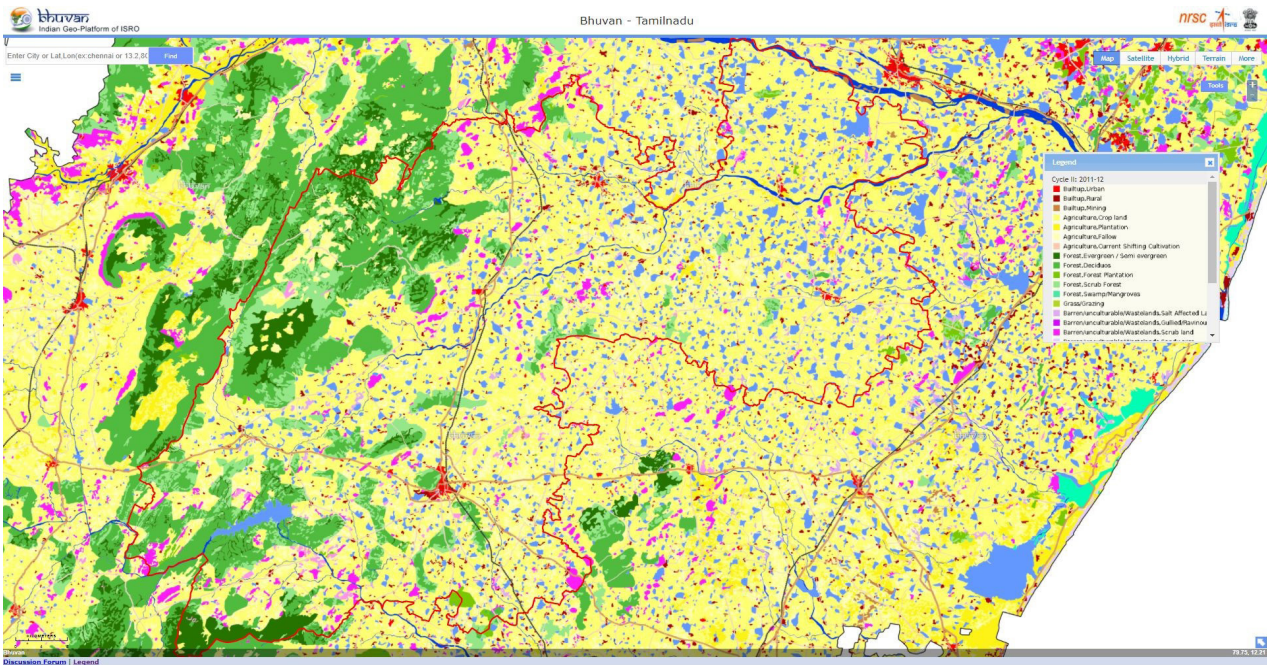 bhuvan
Indian Geo-Platform of ISRO
Bhuvan - Tamilnadu
nrsc
Enter City or Lat,Lon(ex:chennai or 13.2,80
Find
Map
Satellite
Hybrid
Terrain
More
Tools
+
-
Legend
x
Cycle II: 2011-12
Builtup,Urban
Builtup,Rural
Builtup,Mining
Agriculture,Crop land
Agriculture,Plantation
Agriculture,Fallow
Agriculture,Current Shifting Cultivation
Forest,Evergreen / Semi evergreen
Forest,Deciduos
Forest,Forest Plantation
Forest,Scrub Forest
Forest,Swamp/Mangroves
Grass/Grazing
Barren/unculturable/Wastelands,Salt Affected La
Barren/unculturable/Wastelands,Gullied/Ravinou
Barren/unculturable/Wastelands,Scrub land
Bhuvan
79.75, 12.21
Discussion Forum | Legend